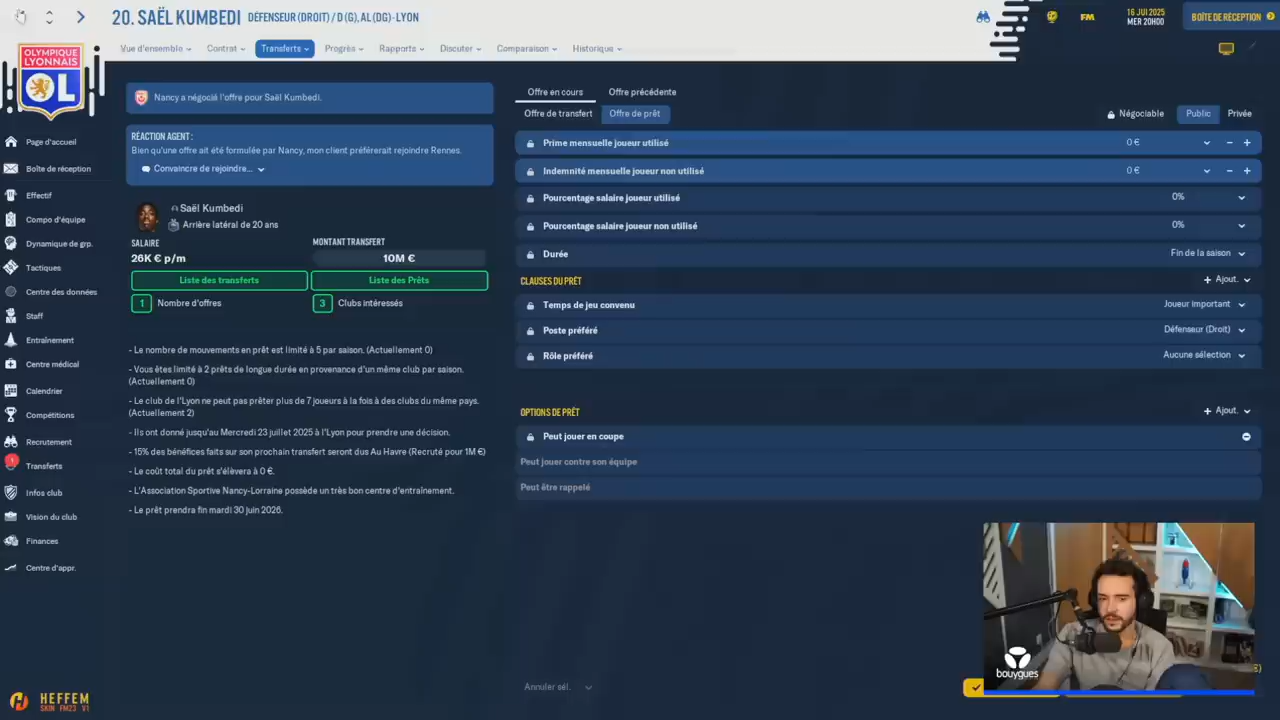 20. SAËL KUMBEDI DÉFENSEUR (DROIT) / D (G), AL (DG) - LYON
FM
16 JUI 2025
MER 20H00
BOÎTE DE RÉCEPTION
OLYMPIQUE
LYONNAIS
OL
Vue d'ensemble
Contrat
Transferts
Progrès
Rapports
Discuter
Comparaison
Historique
Page d'accueil
Boîte de réception
Effectif
Compo d'équipe
Dynamique de grp.
Tactiques
Centre des données
Staff
Entraînement
Centre médical
Calendrier
Compétitions
Recrutement
Transferts
Infos club
Vision du club
Finances
Centre d'appr.
HEFFEM
SKIN FM23 V1
Nancy a négocié l'offre pour Saël Kumbedi.
RÉACTION AGENT :
Bien qu'une offre ait été formulée par Nancy, mon client préférerait rejoindre Rennes.
Convaincre de rejoindre...
Saël Kumbedi
Arrière latéral de 20 ans
SALAIRE
26K € p/m
MONTANT TRANSFERT
10M €
Liste des transferts
Liste des Prêts
1 Nombre d'offres
3 Clubs intéressés
- Le nombre de mouvements en prêt est limité à 5 par saison. (Actuellement 0)
- Vous êtes limité à 2 prêts de longue durée en provenance d'un même club par saison.
(Actuellement 0)
- Le club de l'Lyon ne peut pas prêter plus de 7 joueurs à la fois à des clubs du même pays.
(Actuellement 2)
- Ils ont donné jusqu'au Mercredi 23 juillet 2025 à l'Lyon pour prendre une décision.
- 15% des bénéfices faits sur son prochain transfert seront dus Au Havre (Recruté pour 1M €)
- Le coût total du prêt s'élèvera à 0 €.
- L'Association Sportive Nancy-Lorraine possède un très bon centre d'entraînement.
- Le prêt prendra fin mardi 30 juin 2026.
Offre en cours
Offre précédente
Offre de transfert
Offre de prêt
Négociable
Public
Privée
Prime mensuelle joueur utilisé 0 €
Indemnité mensuelle joueur non utilisé 0 €
Pourcentage salaire joueur utilisé 0%
Pourcentage salaire joueur non utilisé 0%
Durée Fin de la saison
CLAUSES DU PRÊT + Ajout.
Temps de jeu convenu Joueur important
Poste préféré Défenseur (Droit)
Rôle préféré Aucune sélection
OPTIONS DE PRÊT + Ajout.
Peut jouer en coupe
Peut jouer contre son équipe
Peut être rappelé
Annuler sél.
bouygues